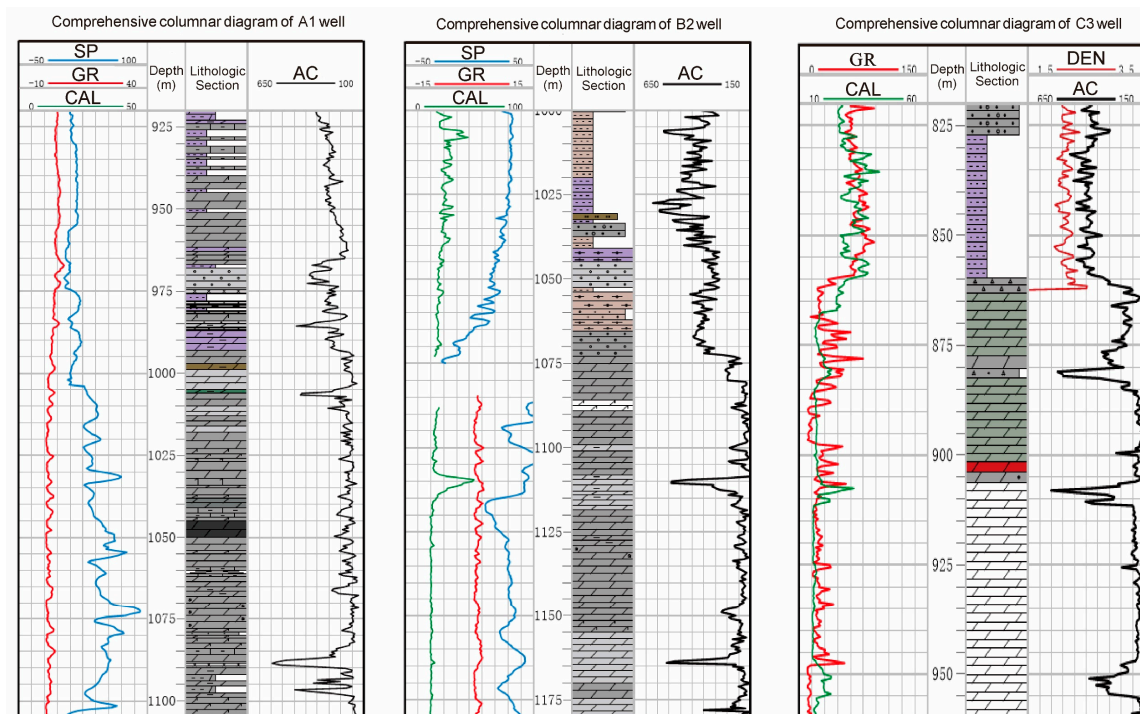 Comprehensive columnar diagram of A1 well
SP
-50 100
GR
-10 40
CAL
0 50
Depth
(m)
Lithologic
Section
AC
650 100
925
950
975
1000
1025
1050
1075
1100
Comprehensive columnar diagram of B2 well
SP
-50 50
GR
-15 15
CAL
0 100
Depth
(m)
Lithologic
Section
AC
650 150
1025
1050
1075
1100
1125
1150
1175
Comprehensive columnar diagram of C3 well
GR
0 150
CAL
10 60
Depth
(m)
Lithologic
Section
DEN
1.5 3.5
AC
650 150
825
850
875
900
925
950